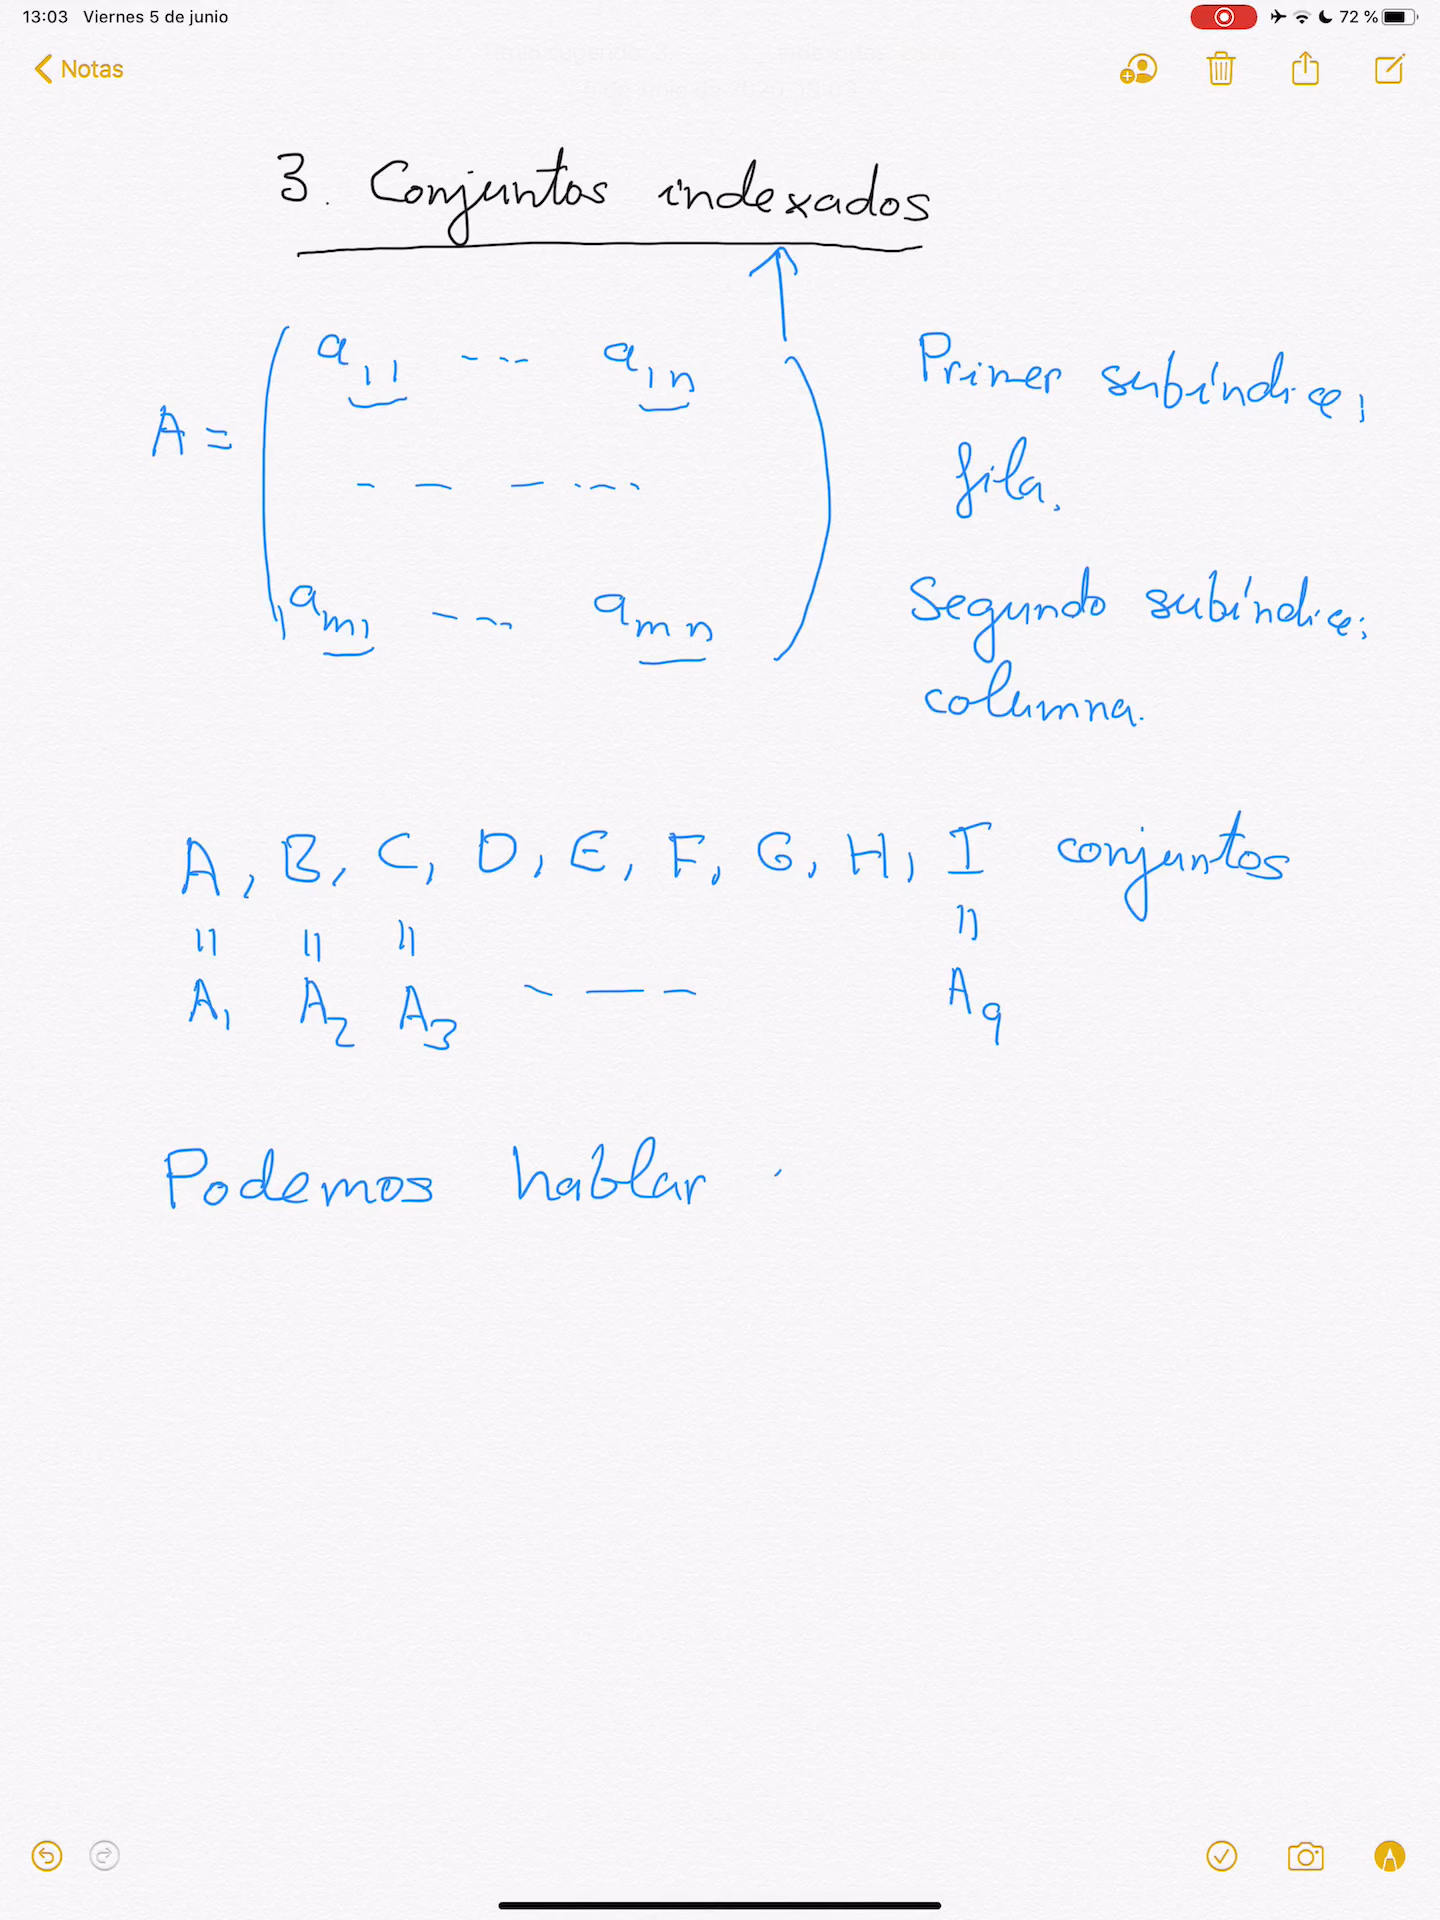 13:03 Viernes 5 de junio 72 %
Notas
3. Conjuntos indexados
a11 --- a1n
A =
- - - ---
am1 --- amn
Primer subíndice:
fila.
Segundo subíndice:
columna.
A, B, C, D, E, F, G, H, I conjuntos
= = = =
A1 A2 A3 - - - A9
Podemos hablar